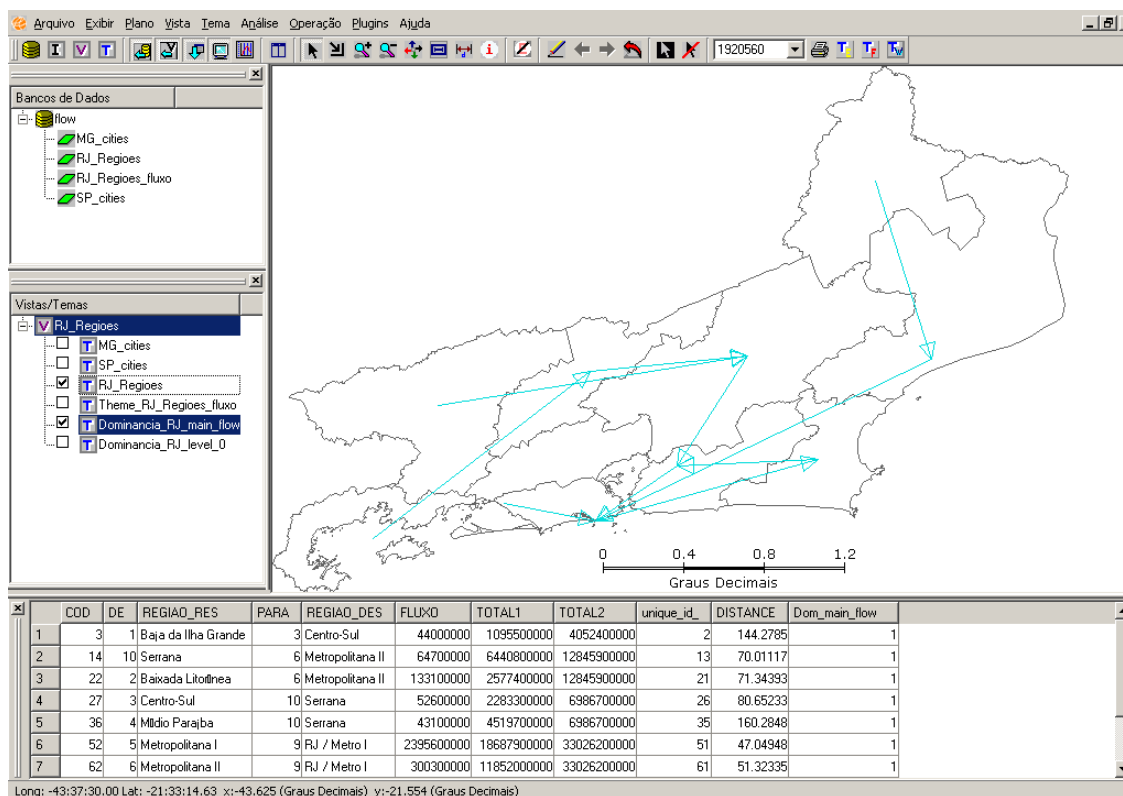 Arquivo Exibir Plano Vista Tema Análise Operação Plugins Ajuda
I V T 1920560
Bancos de Dados
flow
MG_cities
RJ_Regioes
RJ_Regioes_fluxo
SP_cities
Vistas/Temas
V RJ_Regioes
T MG_cities
T SP_cities
T RJ_Regioes
T Theme_RJ_Regioes_fluxo
T Dominancia_RJ_main_flow
T Dominancia_RJ_level_0
0 0.4 0.8 1.2
Graus Decimais
COD DE REGIAO_RES PARA REGIAO_DES FLUXO TOTAL1 TOTAL2 unique_id_ DISTANCE Dom_main_flow
1 3 1 Baja da Ilha Grande 3 Centro-Sul 44000000 1095500000 4052400000 2 144.2785 1
2 14 10 Serrana 6 Metropolitana II 64700000 6440800000 12845900000 13 70.01117 1
3 22 2 Baixada Litor▯nea 6 Metropolitana II 133100000 2577400000 12845900000 21 71.34393 1
4 27 3 Centro-Sul 10 Serrana 52600000 2283300000 6986700000 26 80.65233 1
5 36 4 M▯dio Parajba 10 Serrana 43100000 4519700000 6986700000 35 160.2848 1
6 52 5 Metropolitana I 9 RJ / Metro I 2395600000 18687900000 33026200000 51 47.04948 1
7 62 6 Metropolitana II 9 RJ / Metro I 300300000 11852000000 33026200000 61 51.32335 1
Long: -43:37:30.00 Lat: -21:33:14.63 x:-43.625 (Graus Decimais) y:-21.554 (Graus Decimais)